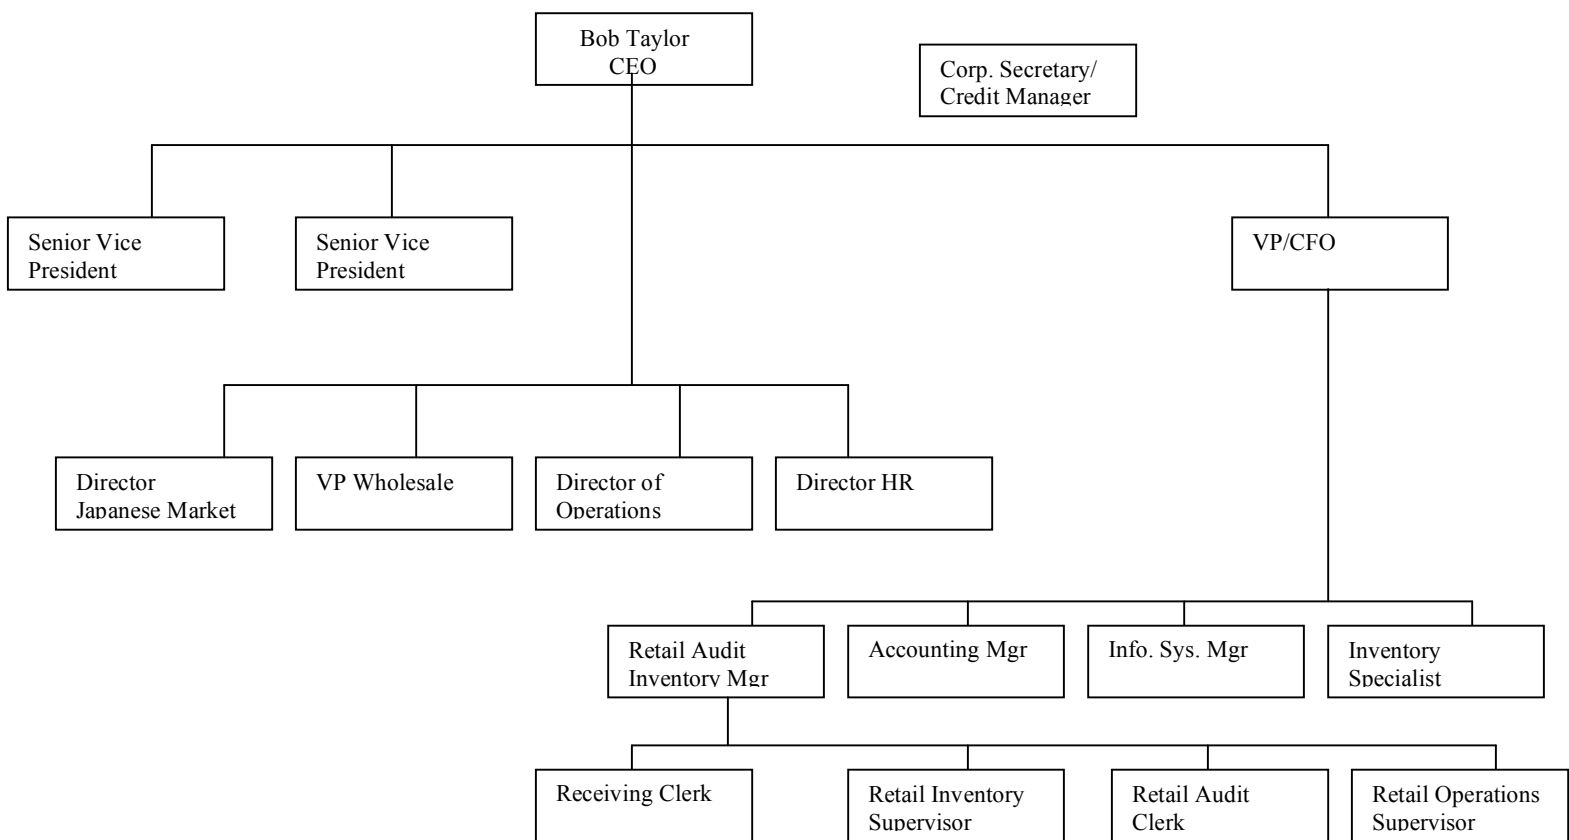 Bob Taylor
CEO
Corp. Secretary/
Credit Manager
Senior Vice
President
Senior Vice
President
VP/CFO
Director
Japanese Market
VP Wholesale
Director of
Operations
Director HR
Retail Audit
Inventory Mgr
Accounting Mgr
Info. Sys. Mgr
Inventory
Specialist
Receiving Clerk
Retail Inventory
Supervisor
Retail Audit
Clerk
Retail Operations
Supervisor